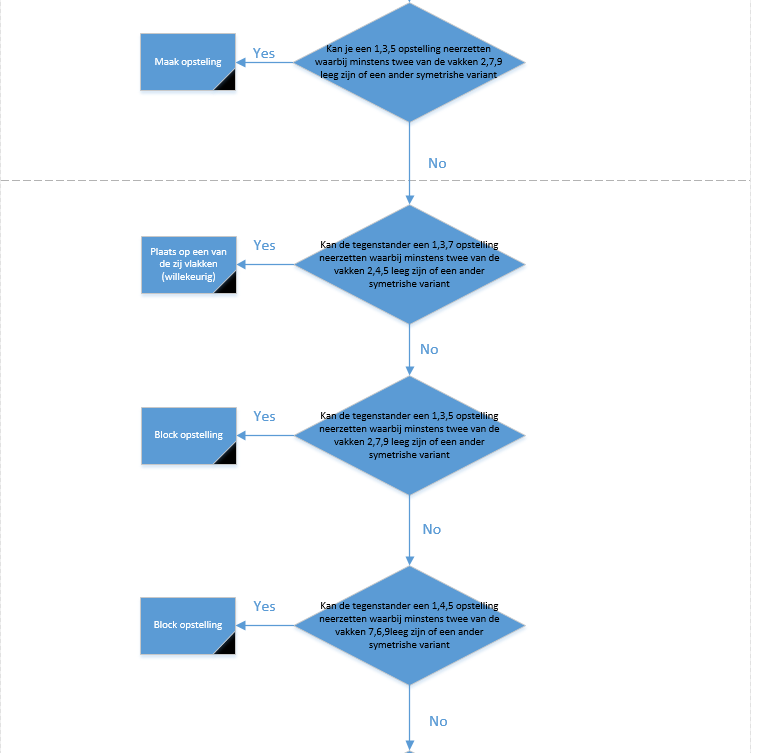 Kan je een 1,3,5 opstelling neerzetten
waarbij minstens twee van de vakken 2,7,9
leeg zijn of een ander symetrishe variant
Yes
Maak opsteling
No
Kan de tegenstander een 1,3,7 opstelling
neerzetten waarbij minstens twee van de
vakken 2,4,5 leeg zijn of een ander
symetrishe variant
Yes
Plaats op een van
de zij vlakken
(willekeurig)
No
Kan de tegenstander een 1,3,5 opstelling
neerzetten waarbij minstens twee van de
vakken 2,7,9 leeg zijn of een ander
symetrishe variant
Yes
Block opstelling
No
Kan de tegenstander een 1,4,5 opstelling
neerzetten waarbij minstens twee van de
vakken 7,6,9leeg zijn of een ander
symetrishe variant
Yes
Block opstelling
No